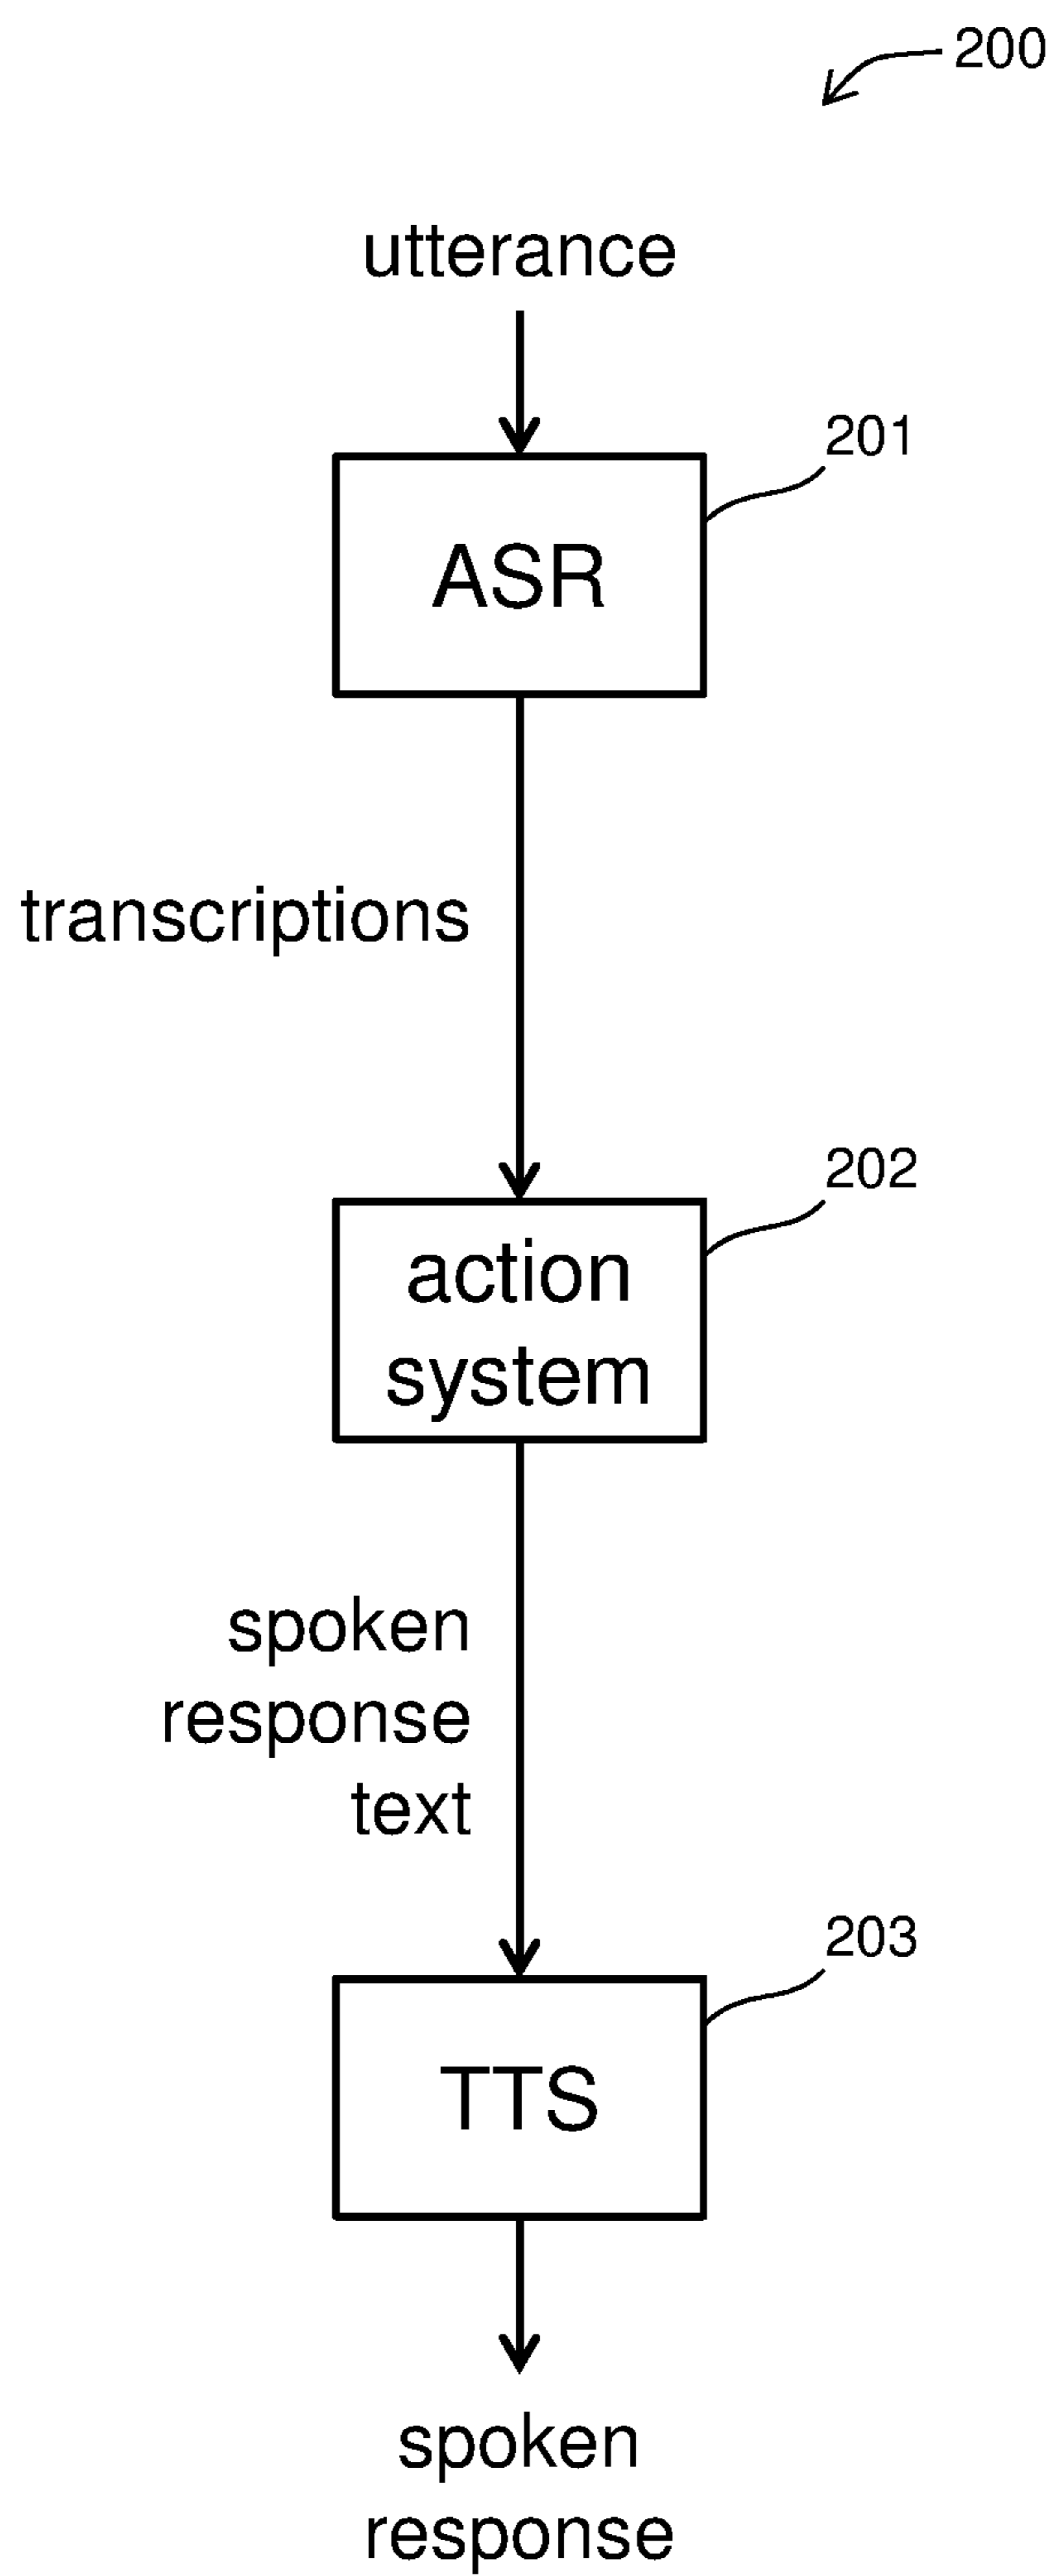 200
utterance
201
ASR
transcriptions
202
action
system
spoken
response
text
203
TTS
spoken
response